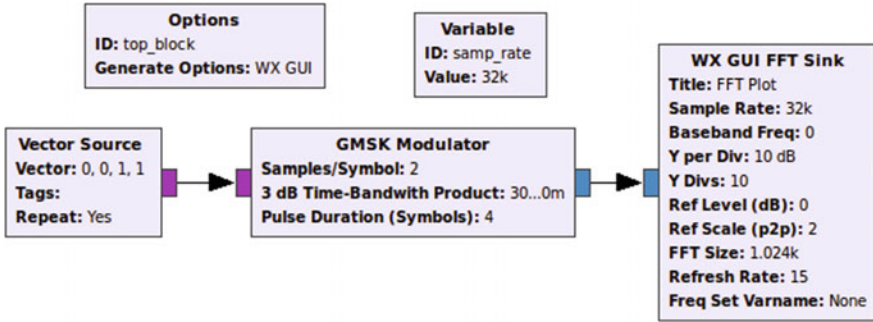 Options
ID: top_block
Generate Options: WX GUI
Variable
ID: samp_rate
Value: 32k
Vector Source
Vector: 0, 0, 1, 1
Tags:
Repeat: Yes
GMSK Modulator
Samples/Symbol: 2
3 dB Time-Bandwith Product: 30...0m
Pulse Duration (Symbols): 4
WX GUI FFT Sink
Title: FFT Plot
Sample Rate: 32k
Baseband Freq: 0
Y per Div: 10 dB
Y Divs: 10
Ref Level (dB): 0
Ref Scale (p2p): 2
FFT Size: 1.024k
Refresh Rate: 15
Freq Set Varname: None